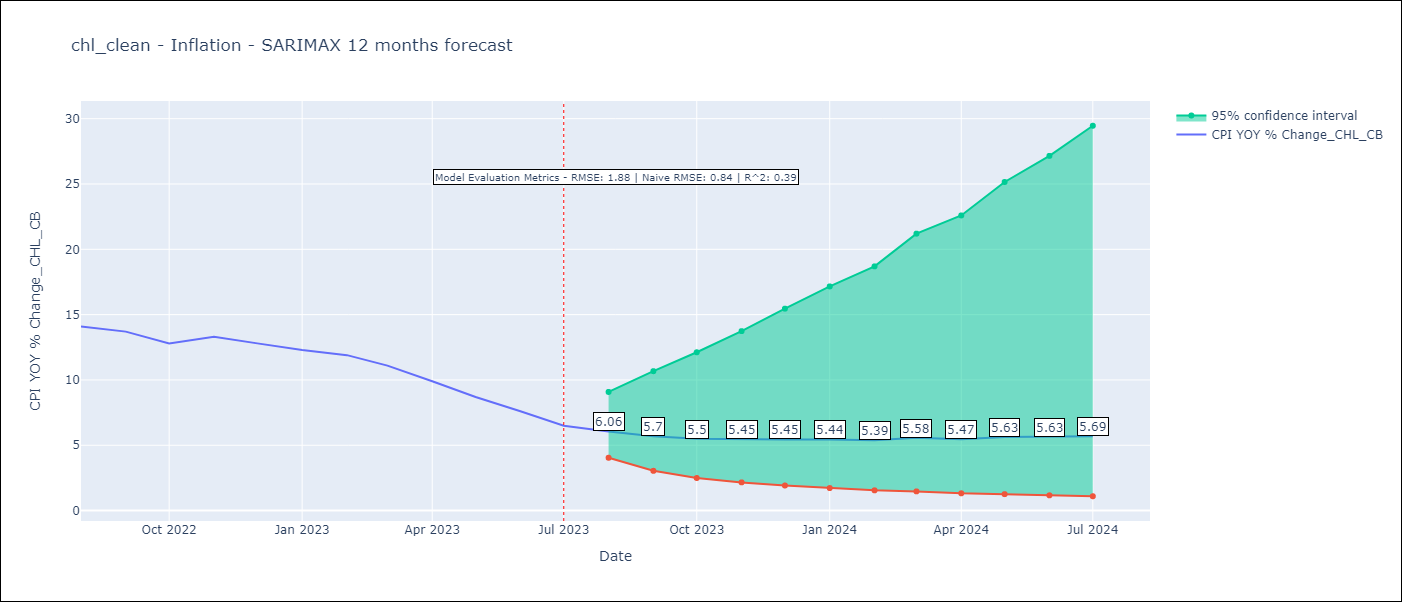 chl_clean - Inflation - SARIMAX 12 months forecast
30
25
20
15
10
5
0
CPI YOY % Change_CHL_CB
Model Evaluation Metrics - RMSE: 1.88 | Naive RMSE: 0.84 | R^2: 0.39
6.06
5.7
5.5
5.45
5.45
5.44
5.39
5.58
5.47
5.63
5.63
5.69
Oct 2022
Jan 2023
Apr 2023
Jul 2023
Oct 2023
Jan 2024
Apr 2024
Jul 2024
Date
95% confidence interval
CPI YOY % Change_CHL_CB